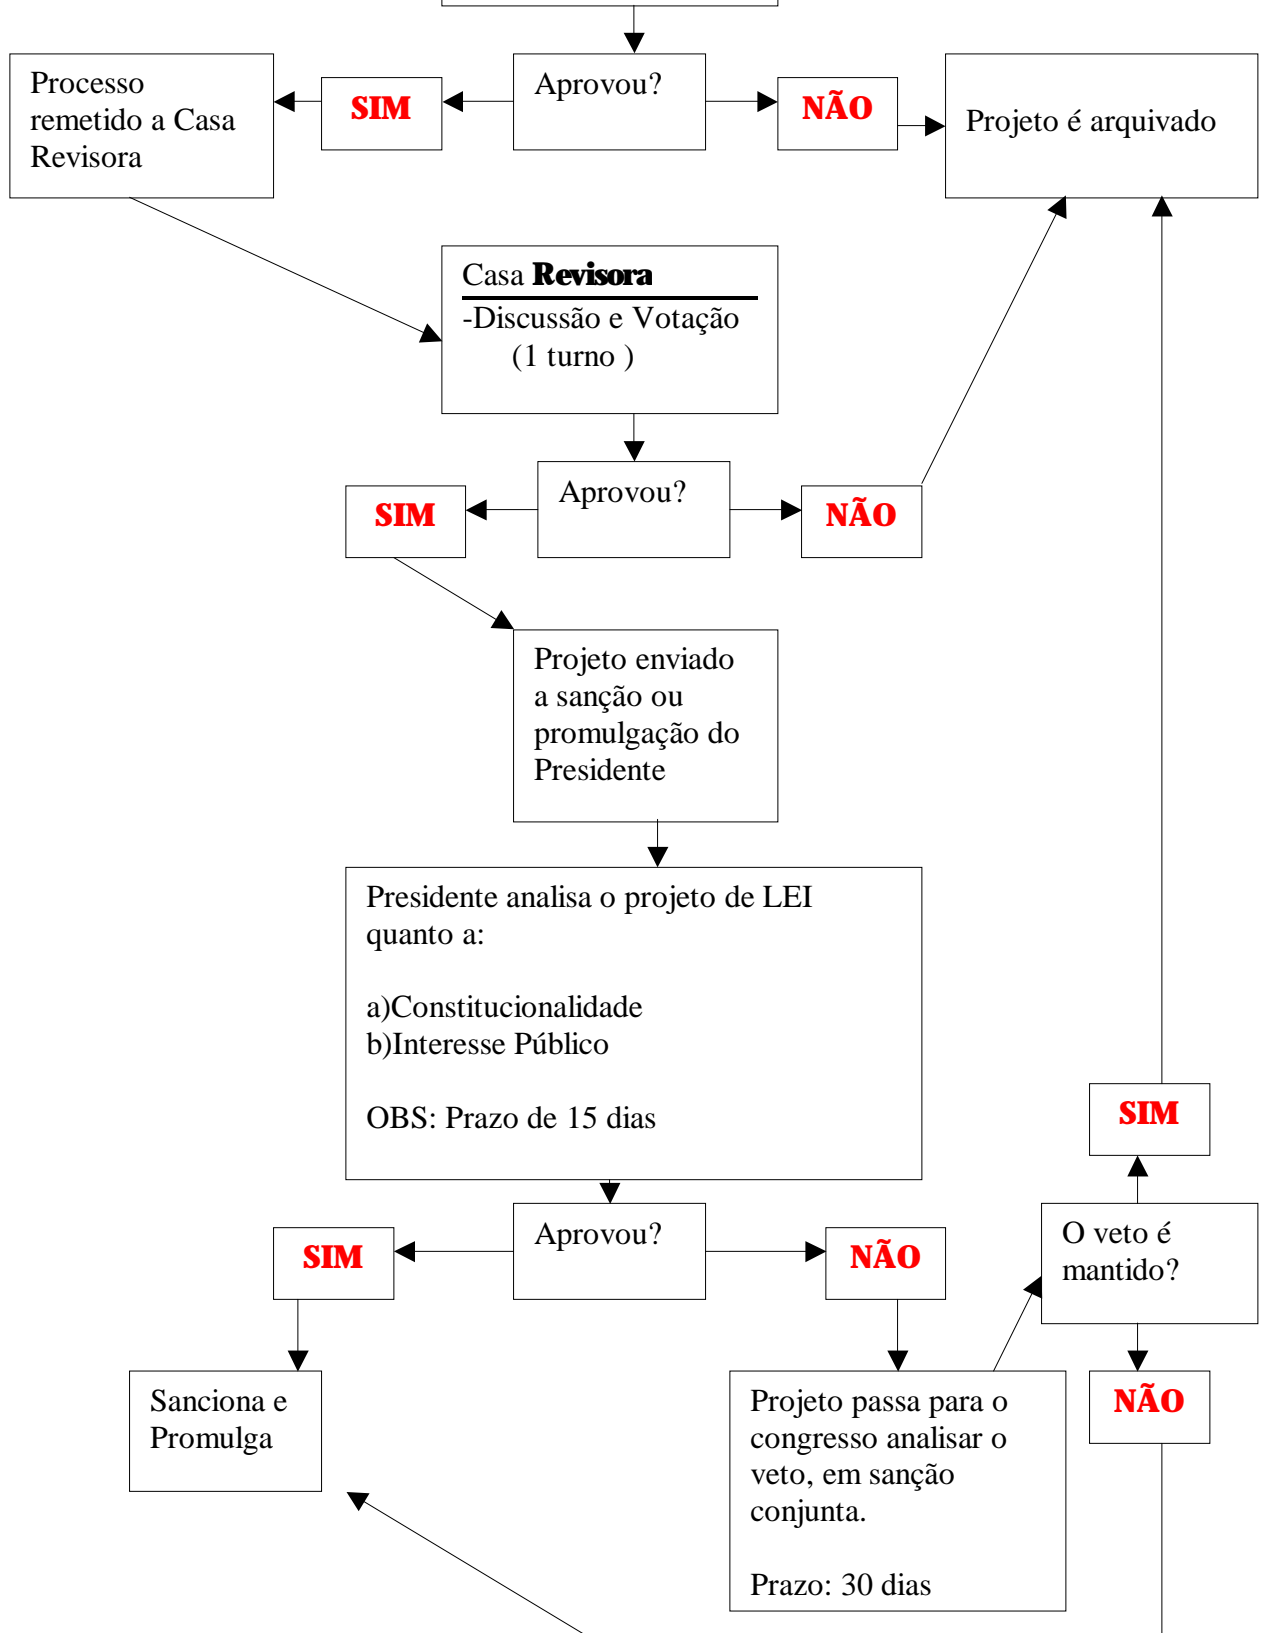 Processo
remetido a Casa
Revisora
SIM
Aprovou?
NÃO
Projeto é arquivado
Casa Revisora
-Discussão e Votação
(1 turno )
SIM
Aprovou?
NÃO
Projeto enviado
a sanção ou
promulgação do
Presidente
Presidente analisa o projeto de LEI
quanto a:
a)Constitucionalidade
b)Interesse Público
OBS: Prazo de 15 dias
SIM
SIM
Aprovou?
NÃO
O veto é
mantido?
Sanciona e
Promulga
Projeto passa para o
congresso analisar o
veto, em sanção
conjunta.
Prazo: 30 dias
NÃO